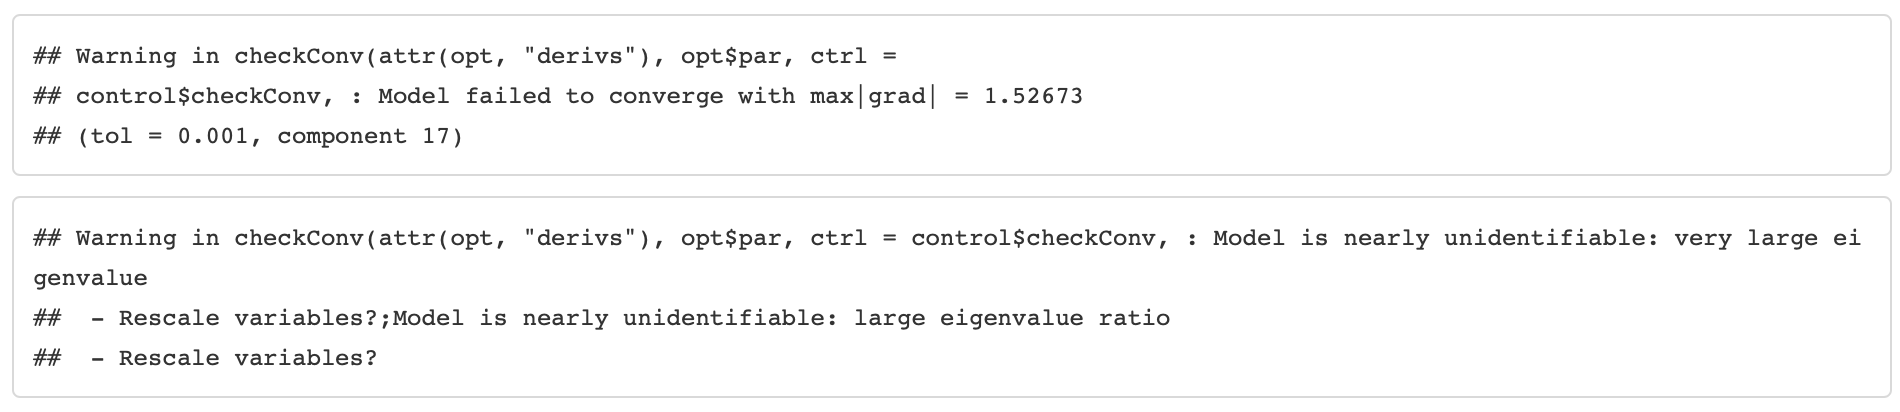 ## Warning in checkConv(attr(opt, "derivs"), opt$par, ctrl =
## control$checkConv, : Model failed to converge with max|grad| = 1.52673
## (tol = 0.001, component 17)
## Warning in checkConv(attr(opt, "derivs"), opt$par, ctrl = control$checkConv, : Model is nearly unidentifiable: very large ei
genvalue
##  - Rescale variables?;Model is nearly unidentifiable: large eigenvalue ratio
##  - Rescale variables?